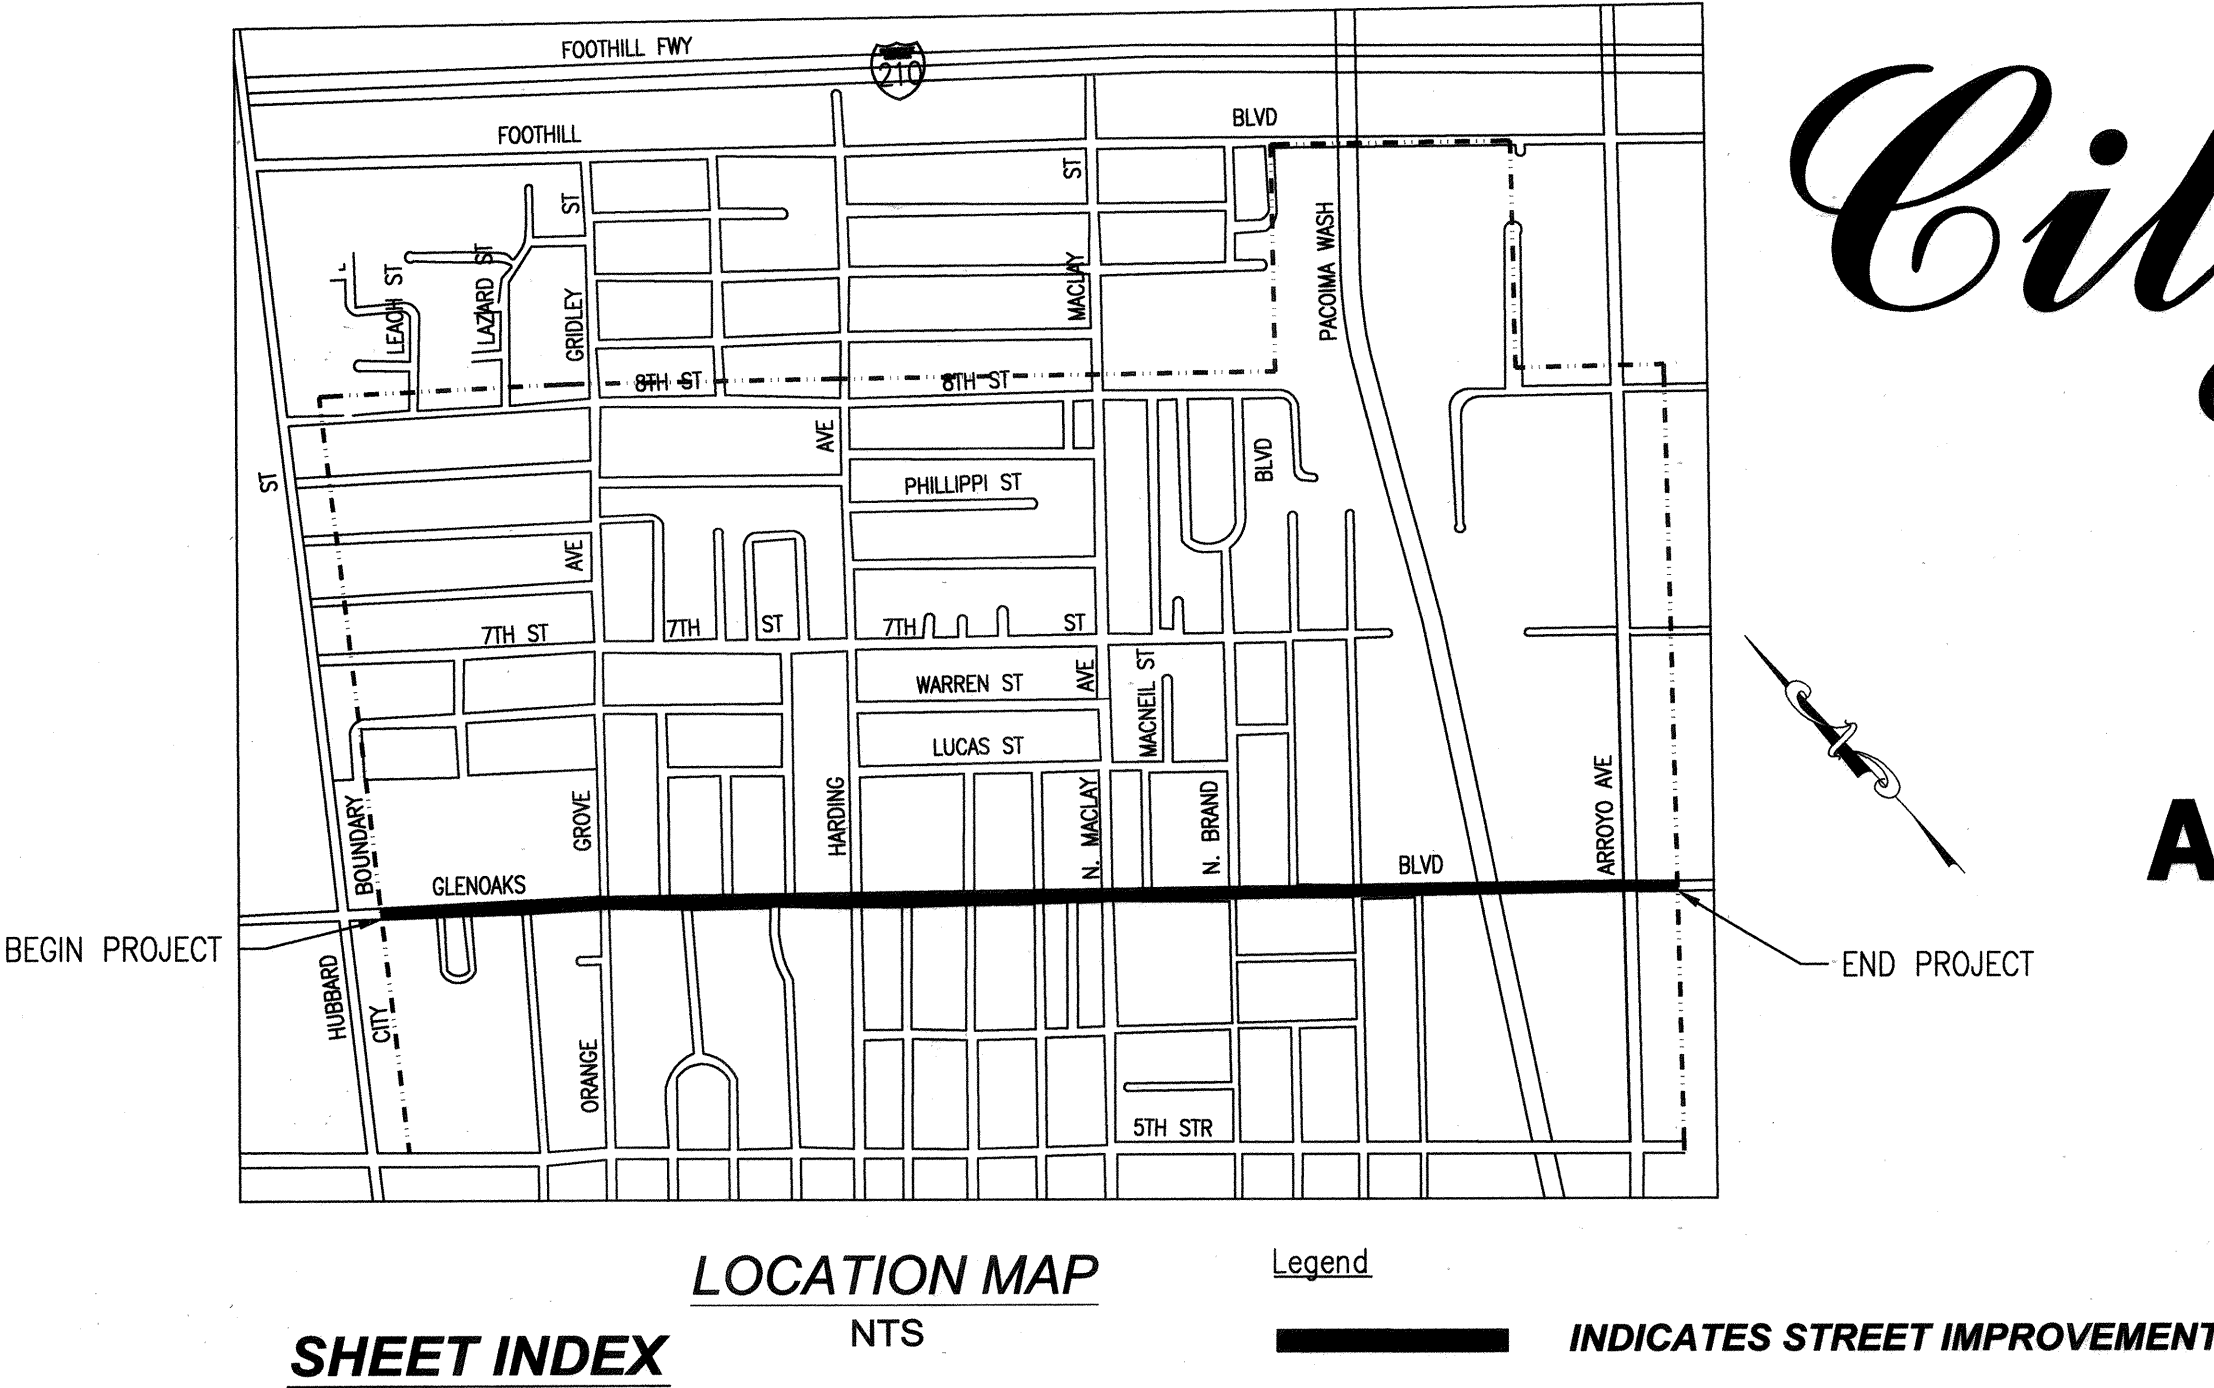 FOOTHILL FWY
210
FOOTHILL BLVD
Cit
ST
ST
LEACH ST
LAZARD ST
GRIDLEY
MACLAY
PACOIMA WASH
8TH ST
8TH ST
AVE
ST
PHILLIPPI ST
BLVD
AVE
7TH ST
7TH ST
7TH ST
WARREN ST
AVE
MACNEIL ST
LUCAS ST
BOUNDARY
GROVE
HARDING
N. MACLAY
N. BRAND
ARROYO AVE
A
GLENOAKS BLVD
BEGIN PROJECT
END PROJECT
HUBBARD
CITY
ORANGE
5TH STR
LOCATION MAP
NTS
Legend
SHEET INDEX
INDICATES STREET IMPROVEMENT